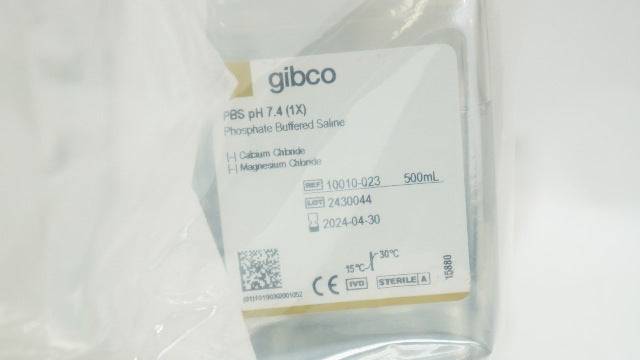 gibco
PBS pH 7.4 (1X)
Phosphate Buffered Saline
[-] Calcium Chloride
[-] Magnesium Chloride
REF 10010-023 500mL
LOT 2430044
2024-04-30
15°C 30°C
CE IVD STERILE A
15880